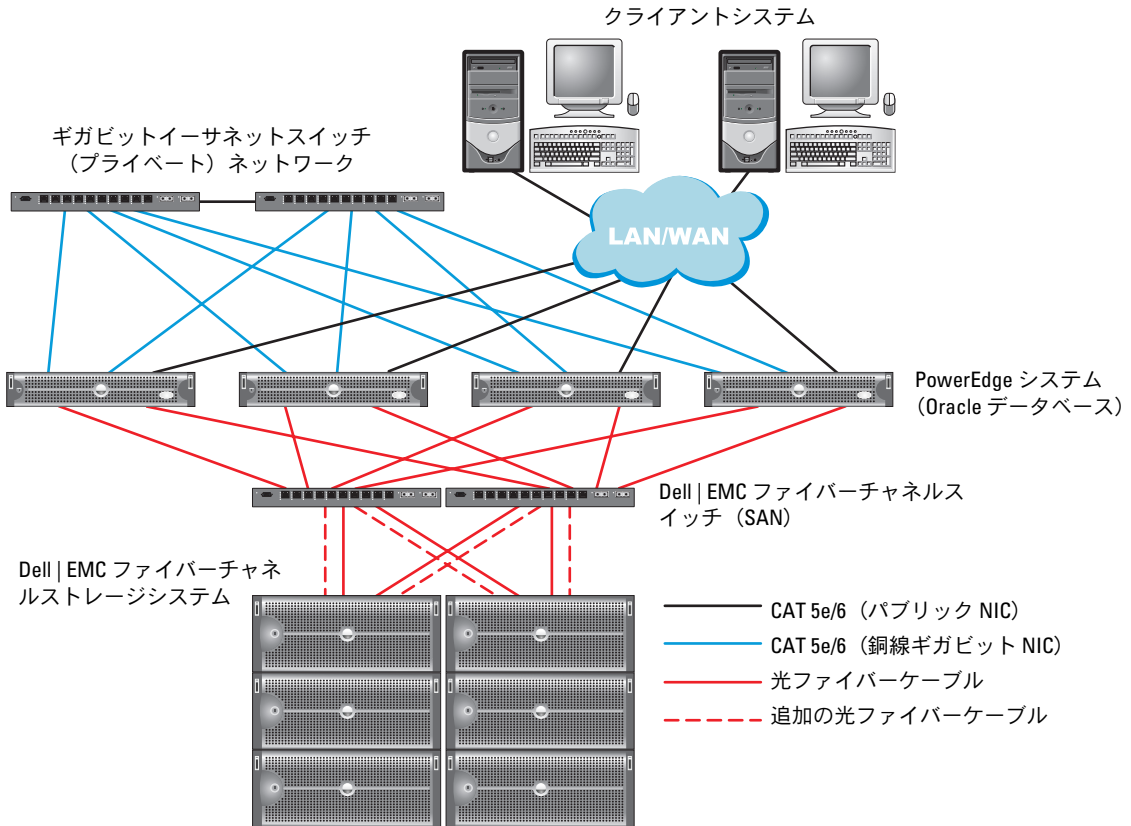 クライアントシステム
ギガビットイーサネットスイッチ
（プライベート）ネットワーク
LAN/WAN
PowerEdge システム
（Oracle データベース）
Dell | EMC ファイバーチャネルス
イッチ（SAN）
Dell | EMC ファイバーチャネ
ルストレージシステム
CAT 5e/6（パブリック NIC）
CAT 5e/6（銅線ギガビット NIC）
光ファイバーケーブル
追加の光ファイバーケーブル